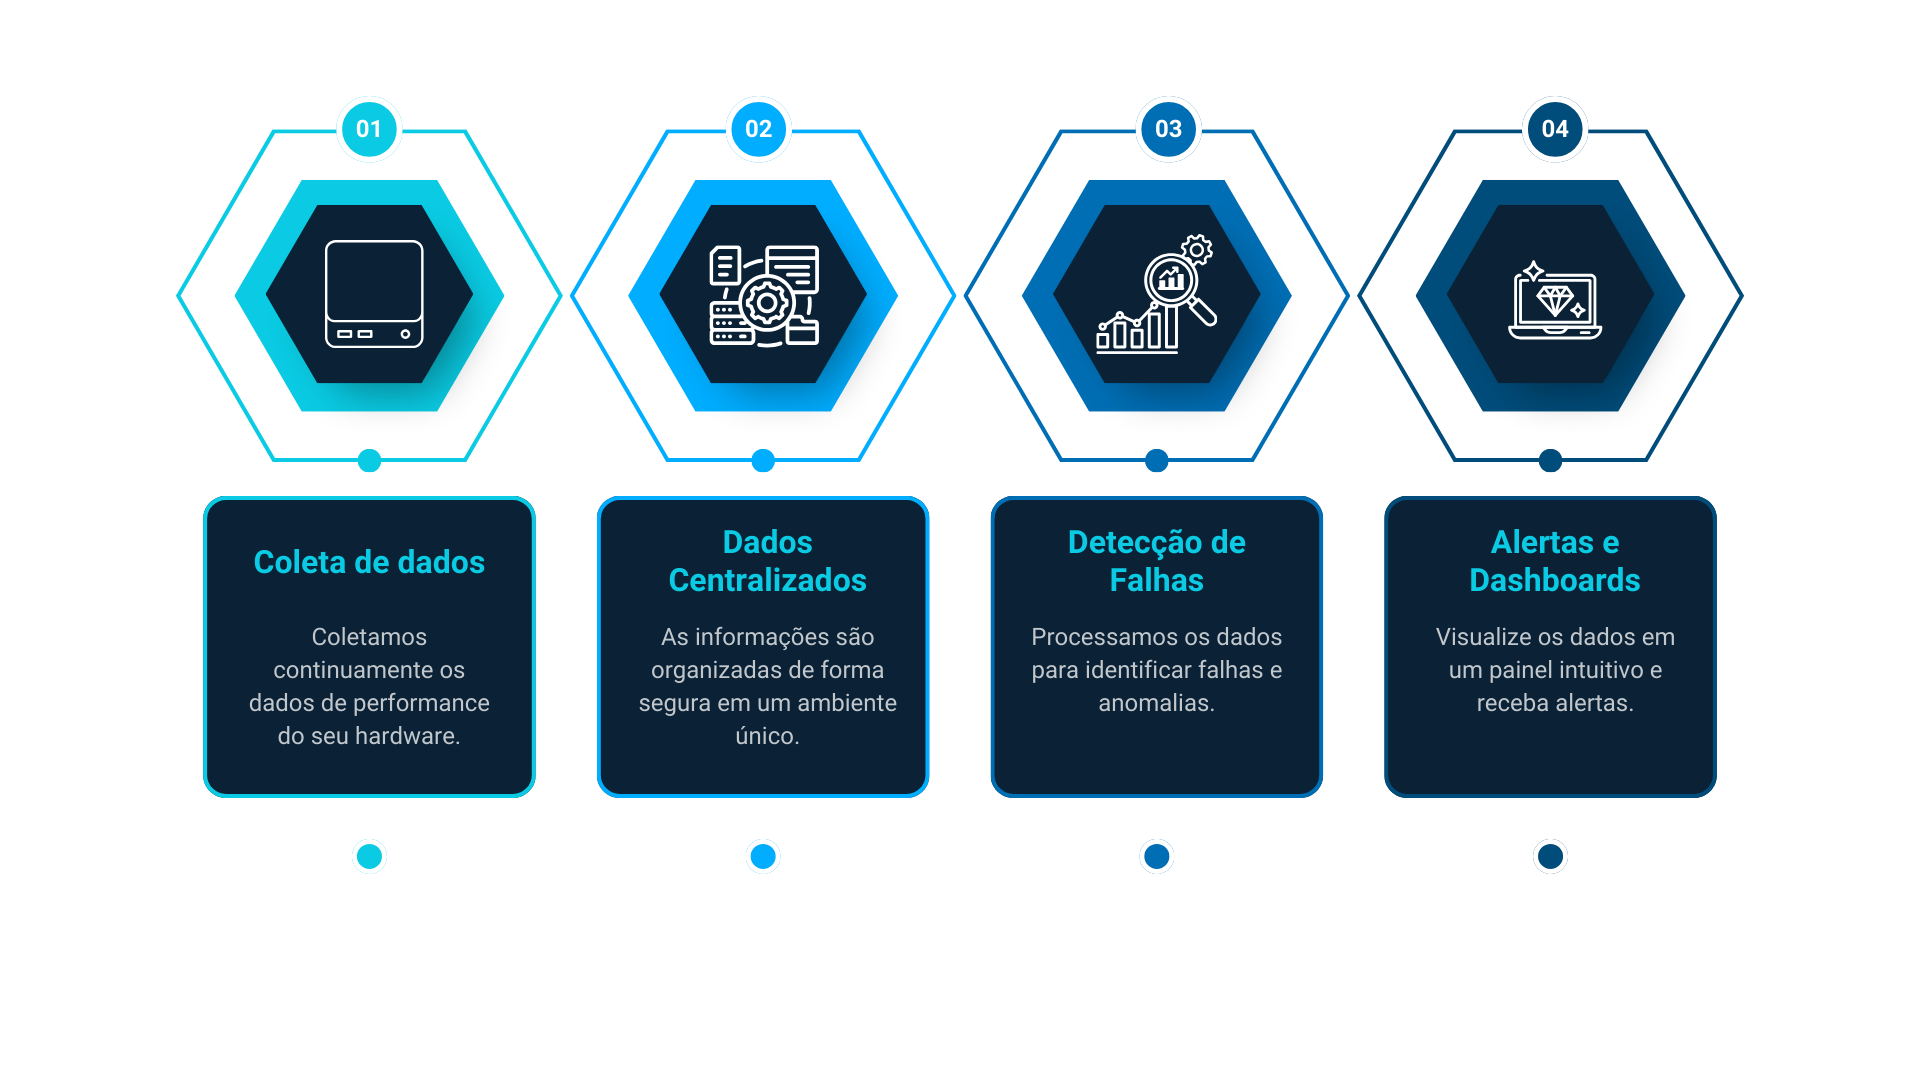 01
02
03
04
Coleta de dados
Coletamos
continuamente os
dados de performance
do seu hardware.
Dados
Centralizados
As informações são
organizadas de forma
segura em um ambiente
único.
Detecção de
Falhas
Processamos os dados
para identificar falhas e
anomalias.
Alertas e
Dashboards
Visualize os dados em
um painel intuitivo e
receba alertas.